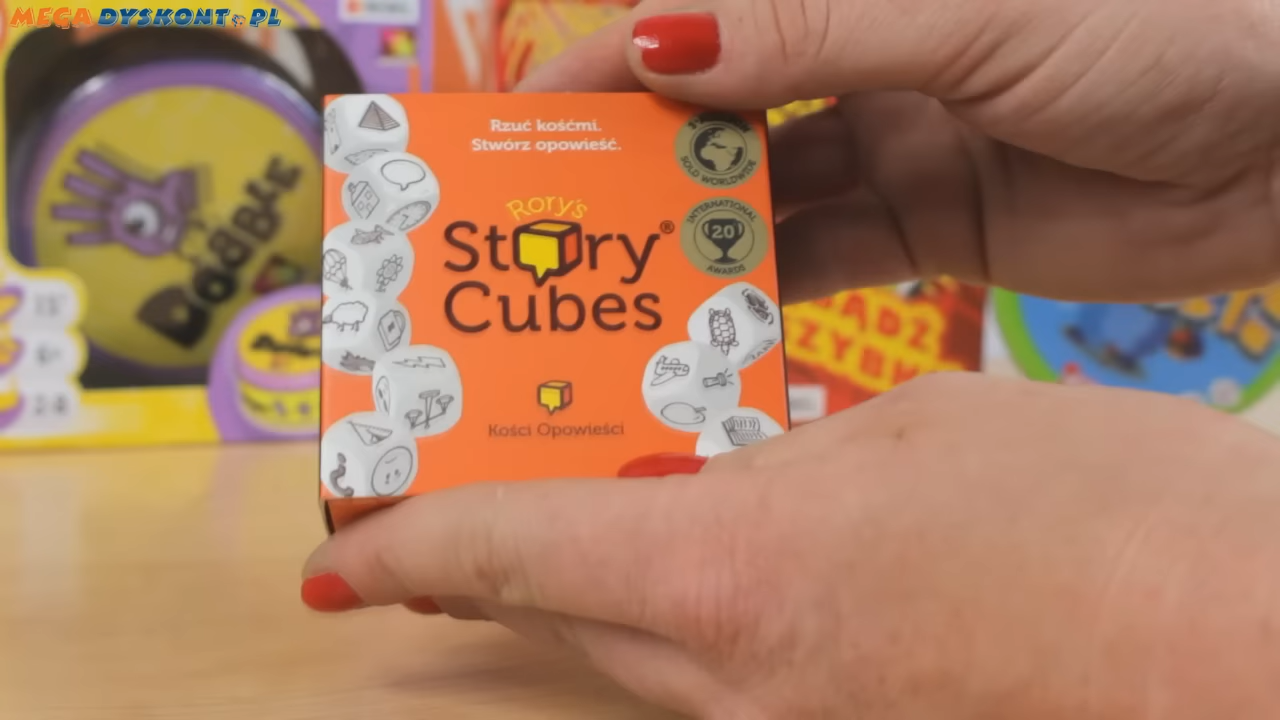 MEGADYSKONT.PL
Rzuć kośćmi.
Stwórz opowieść.
SOLD WORLDWIDE
Rory's
Story®
Cubes
INTERNATIONAL
20
AWARDS
Kości Opowieści
DOBBLE